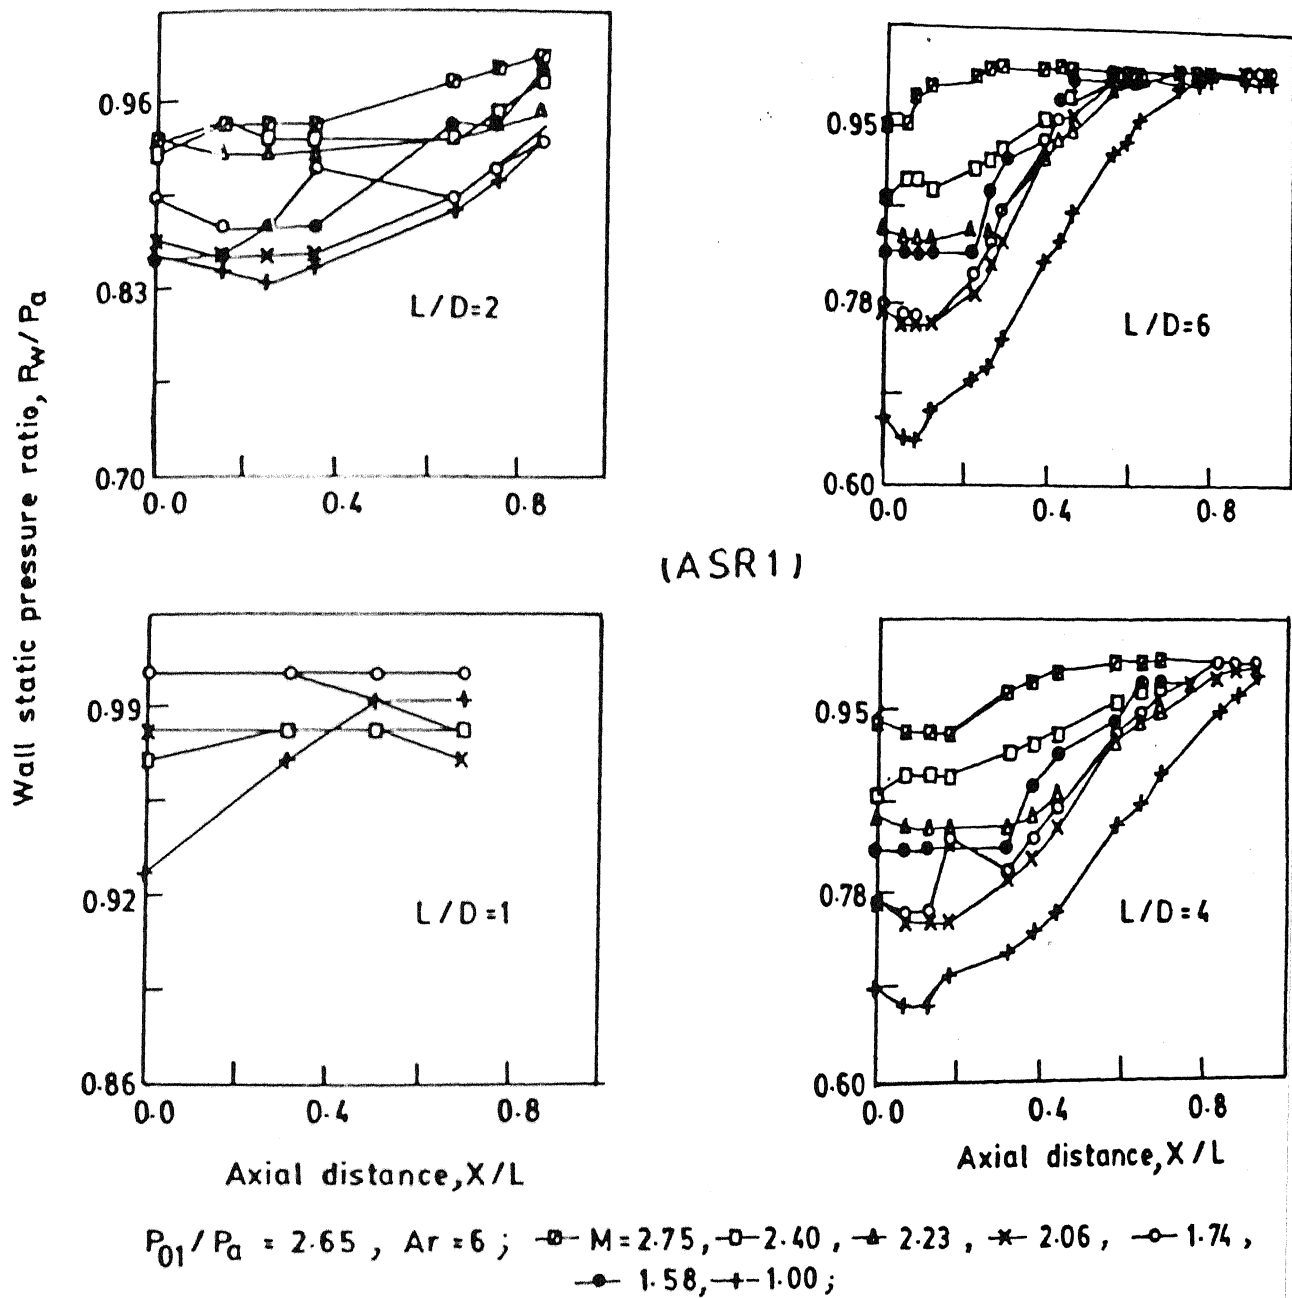 Wall static pressure ratio, Rw/Pa
0.96
0.83
0.70
0.0 0.4 0.8
L/D=2
0.95
0.78
0.60
0.0 0.4 0.8
L/D=6
(ASR1)
0.99
0.92
0.86
0.0 0.4 0.8
L/D=1
Axial distance,X/L
0.95
0.78
0.60
0.0 0.4 0.8
L/D=4
Axial distance,X/L
P01/Pa = 2.65 , Ar =6 ; M=2.75, 2.40, 2.23, 2.06, 1.74,
1.58, 1.00;